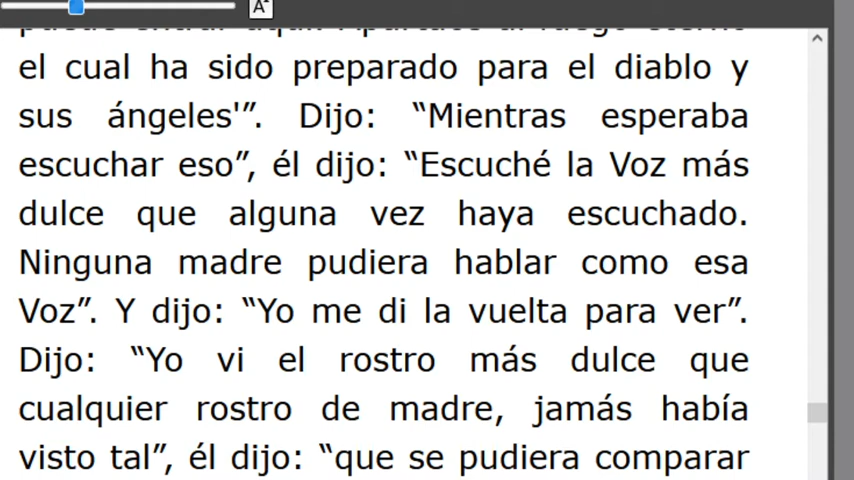 A
el cual ha sido preparado para el diablo y
sus ángeles'”. Dijo: “Mientras esperaba
escuchar eso”, él dijo: “Escuché la Voz más
dulce que alguna vez haya escuchado.
Ninguna madre pudiera hablar como esa
Voz”. Y dijo: “Yo me di la vuelta para ver”.
Dijo: “Yo vi el rostro más dulce que
cualquier rostro de madre, jamás había
visto tal”, él dijo: “que se pudiera comparar